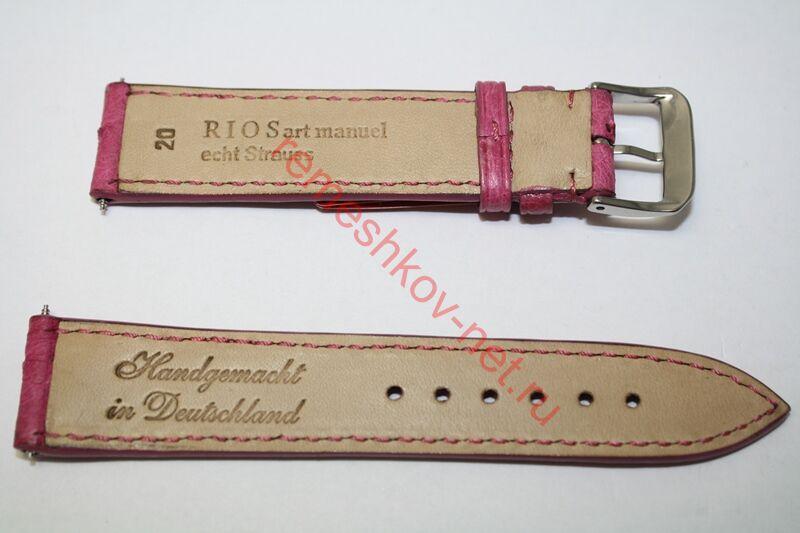 20
RIOS art manuel
echt Strauss
Handgemacht
in Deutschland
remeshkov-net.ru